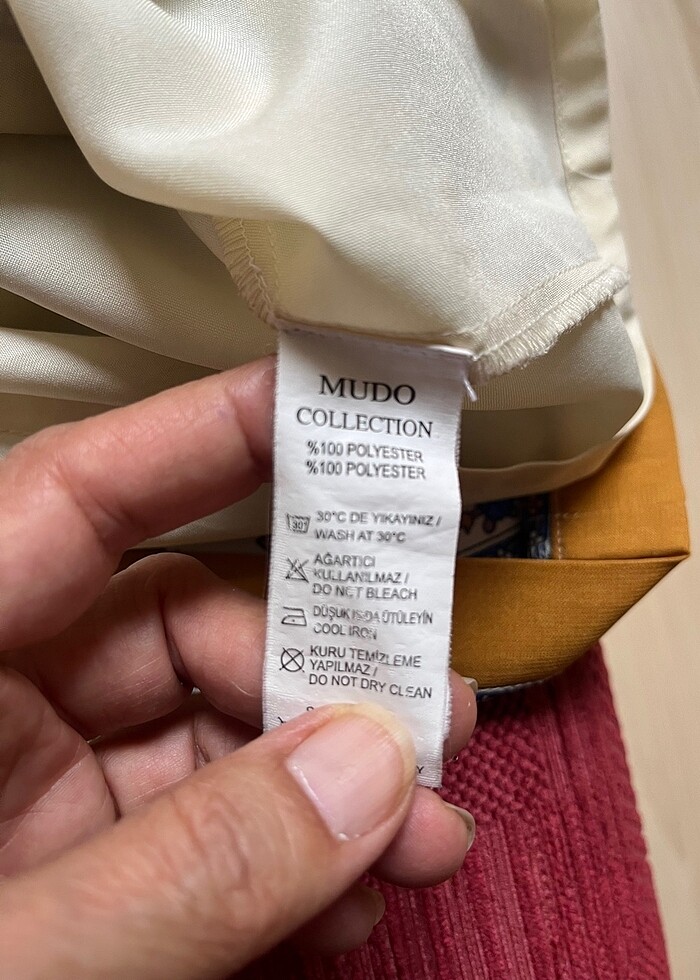 MUDO
COLLECTION
%100 POLYESTER
%100 POLYESTER
30°
30°C DE YIKAYINIZ /
WASH AT 30°C
AĞARTICI
KULLANILMAZ /
DO NOT BLEACH
DÜŞÜK ISIDA ÜTÜLEYİN
COOL IRON
KURU TEMİZLEME
YAPILMAZ /
DO NOT DRY CLEAN